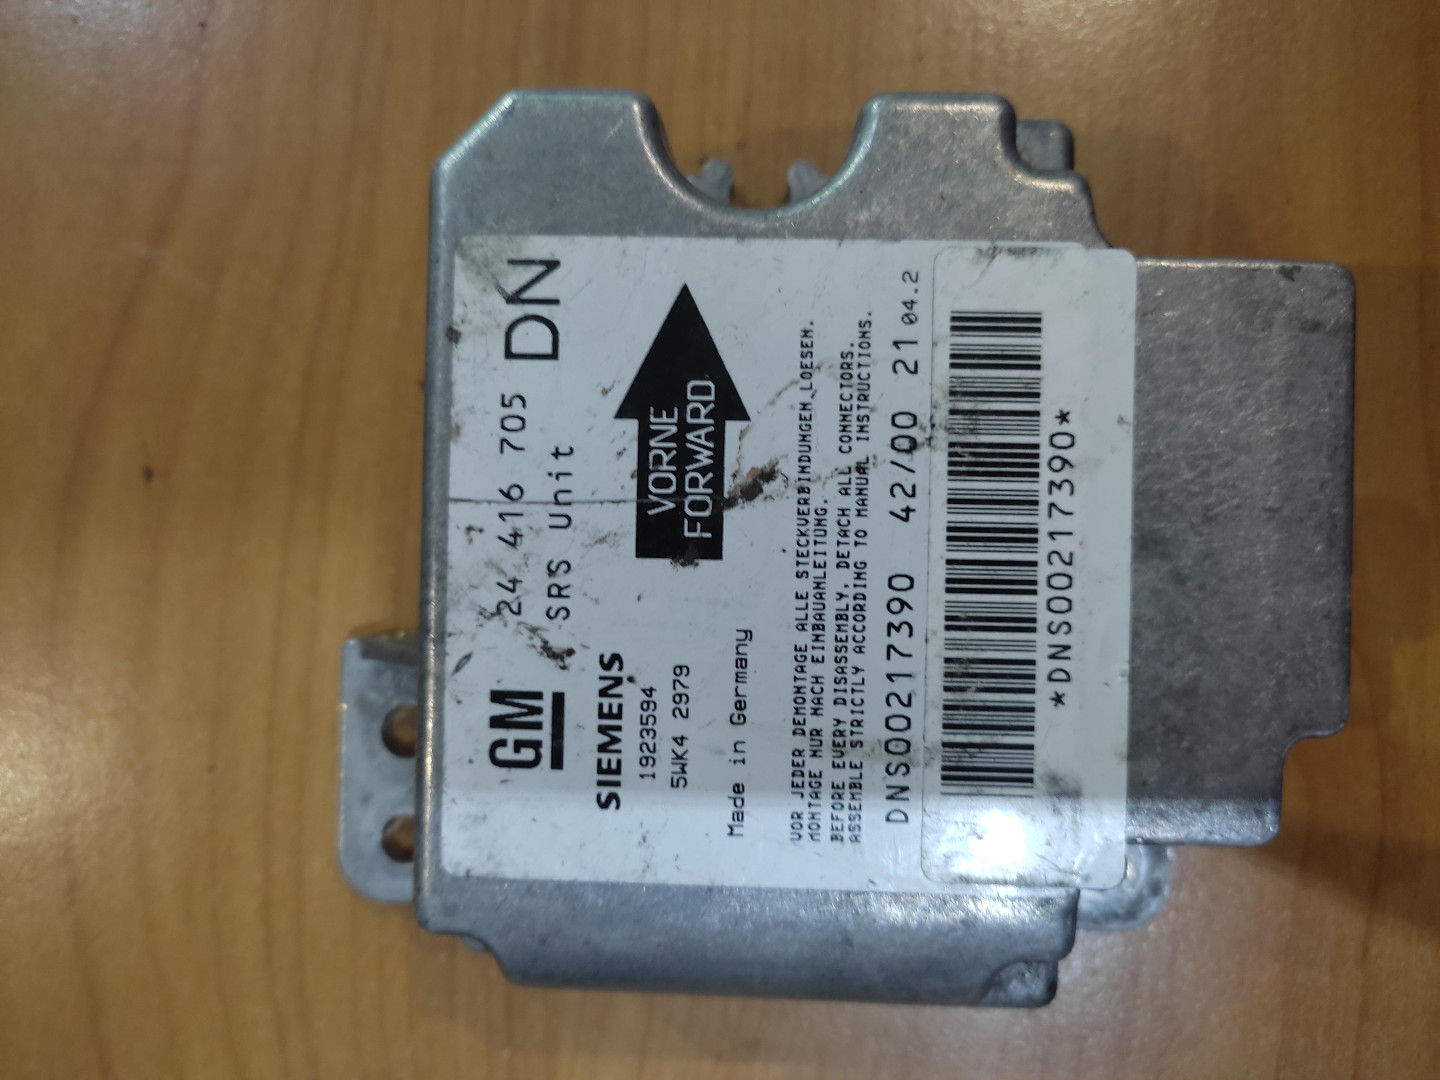 GM 24 416 705 DN
SRS Unit
SIEMENS
1923594
5WK4 2979
VORNE
FORWARD
Made in Germany
VOR JEDER DEMONTAGE ALLE STECKVERBINDUNGEN LOESEN.
MONTAGE NUR NACH EINBAUANLEITUNG.
BEFORE EVERY DISASSEMBLY, DETACH ALL CONNECTORS.
ASSEMBLE STRICTLY ACCORDING TO MANUAL INSTRUCTIONS.
DNS00217390 42/00 21 04.2
*DNS00217390*